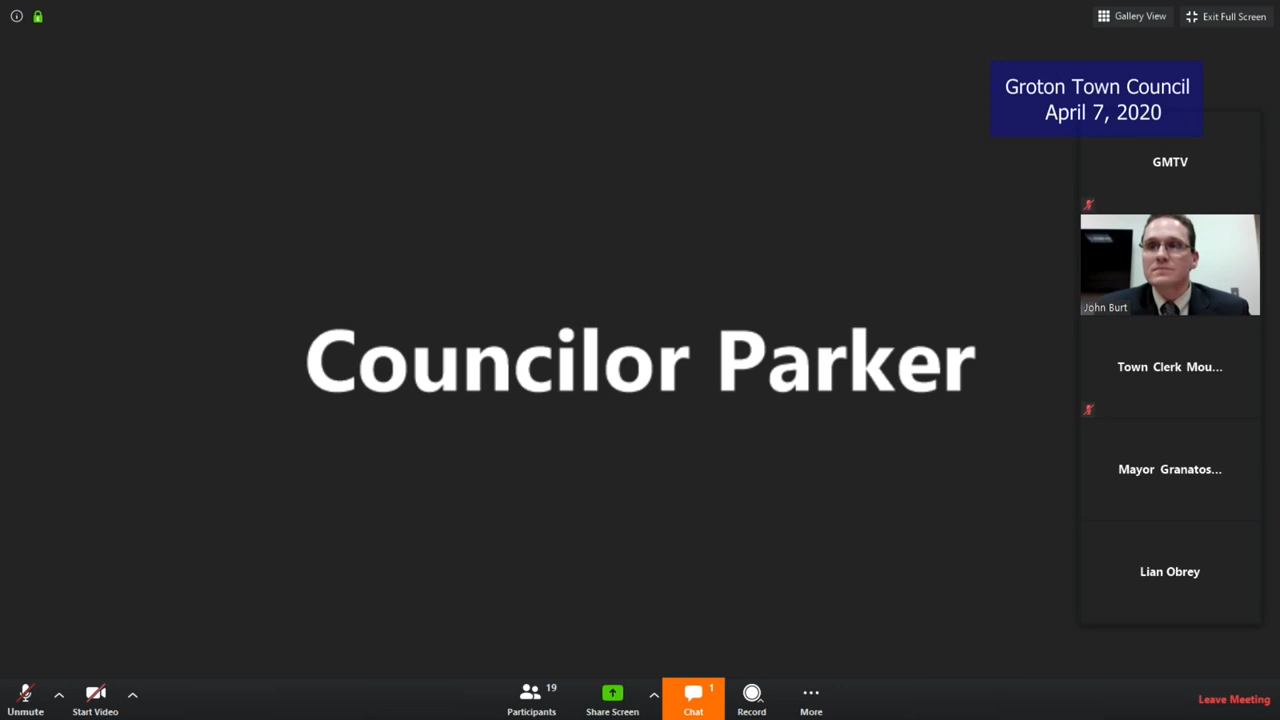 Gallery View
Exit Full Screen
Groton Town Council
April 7, 2020
GMTV
John Burt
Councilor Parker
Town Clerk Mou...
Mayor Granatos...
Lian Obrey
Unmute
Start Video
19
Participants
Share Screen
1
Chat
Record
More
Leave Meeting